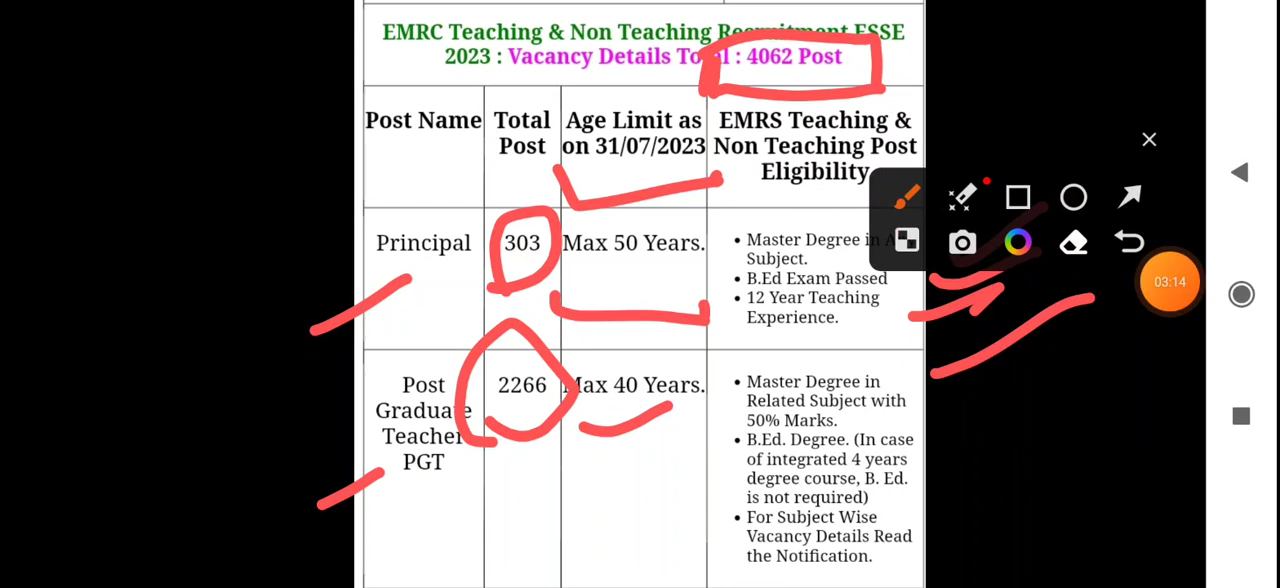 EMRC Teaching & Non Teaching Recruitment ESSE
2023 : Vacancy Details Total : 4062 Post
Post Name
Total
Post
Age Limit as
on 31/07/2023
EMRS Teaching &
Non Teaching Post
Eligibility
Principal
303
Max 50 Years.
• Master Degree in
Subject.
• B.Ed Exam Passed
• 12 Year Teaching
Experience.
Post
Graduate
Teacher
PGT
2266
Max 40 Years.
• Master Degree in
Related Subject with
50% Marks.
• B.Ed. Degree. (In case
of integrated 4 years
degree course, B. Ed.
is not required)
• For Subject Wise
Vacancy Details Read
the Notification.
03:14